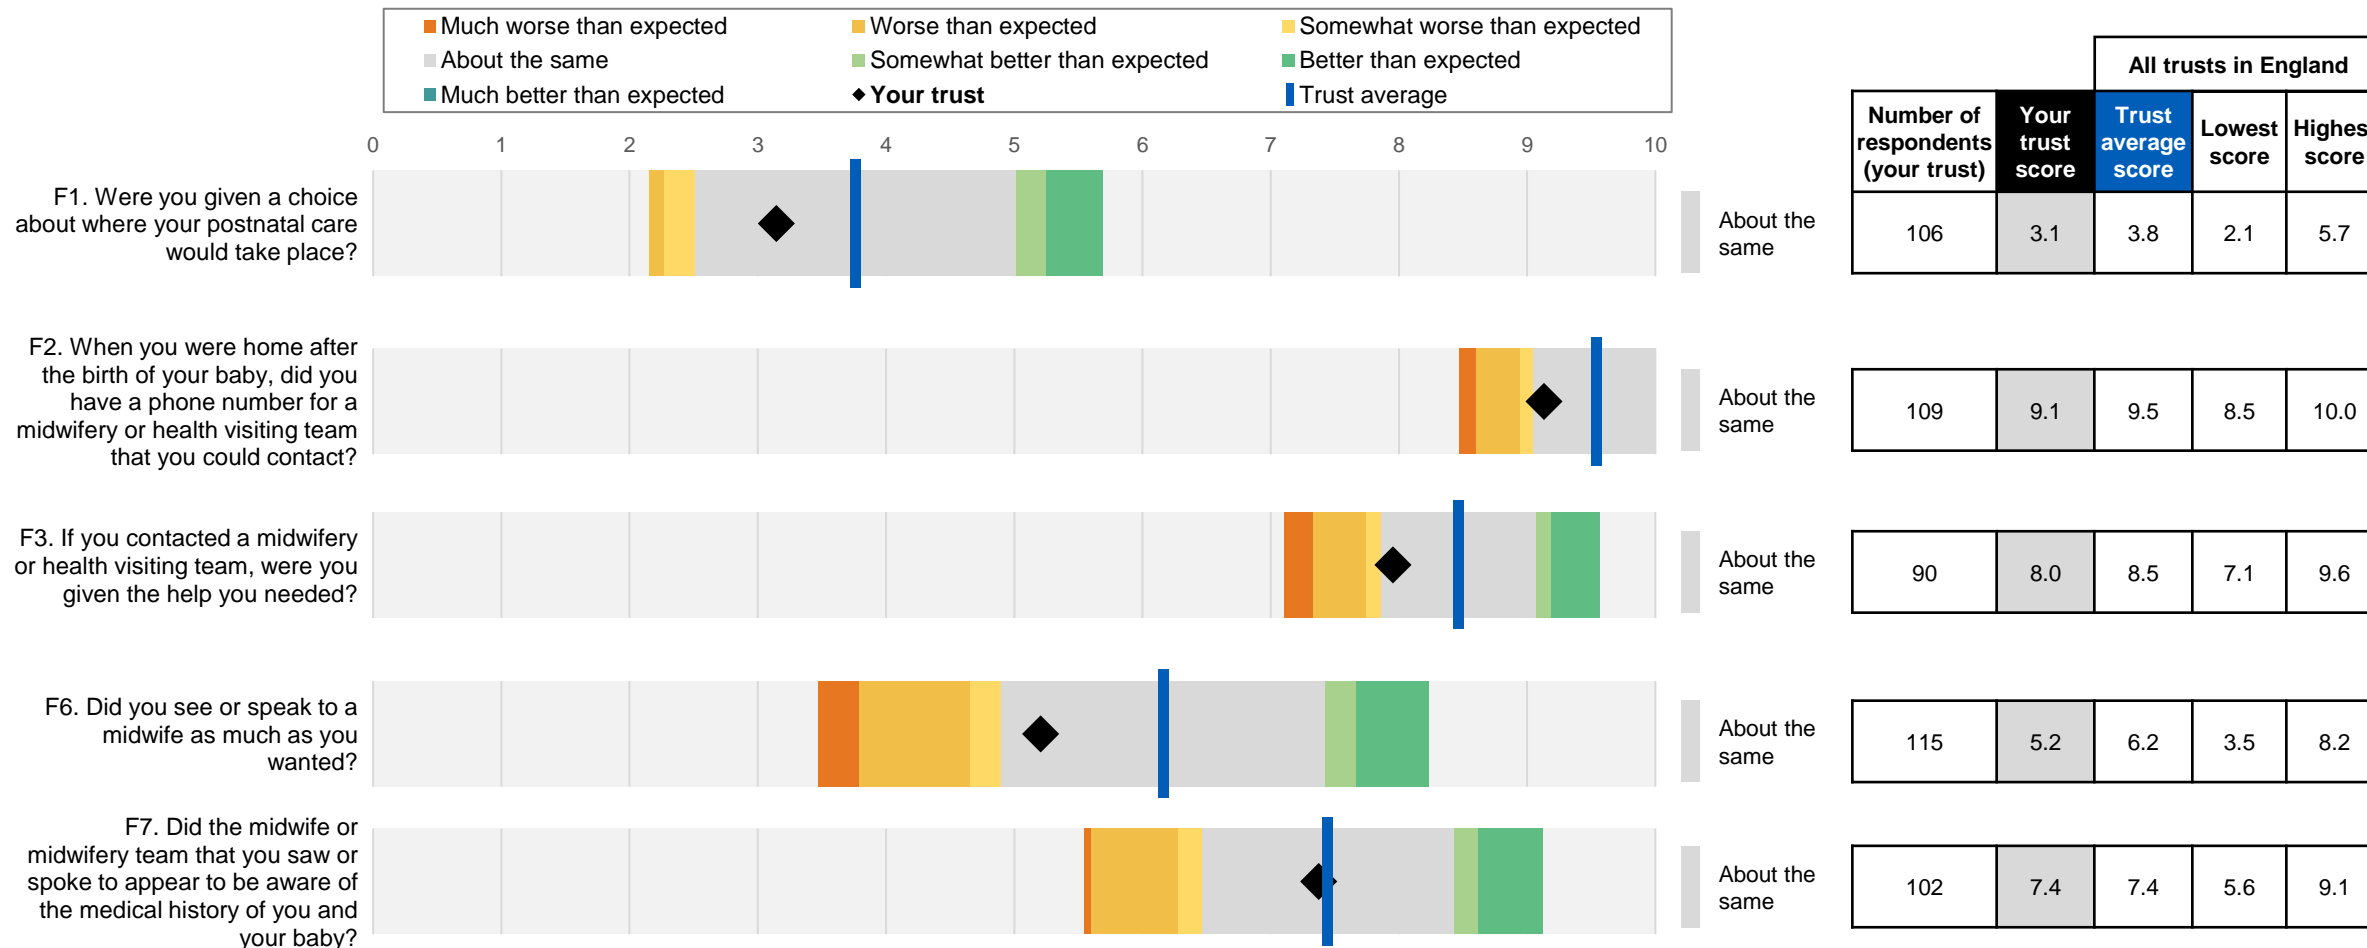 Much worse than expected
Worse than expected
Somewhat worse than expected
About the same
Somewhat better than expected
Better than expected
Much better than expected
Your trust
Trust average
All trusts in England
Number of
respondents
(your trust)
Your
trust
score
Trust
average
score
Lowest
score
Highes
score
0 1 2 3 4 5 6 7 8 9 10
F1. Were you given a choice
about where your postnatal care
would take place?
About the
same
106 3.1 3.8 2.1 5.7
F2. When you were home after
the birth of your baby, did you
have a phone number for a
midwifery or health visiting team
that you could contact?
About the
same
109 9.1 9.5 8.5 10.0
F3. If you contacted a midwifery
or health visiting team, were you
given the help you needed?
About the
same
90 8.0 8.5 7.1 9.6
F6. Did you see or speak to a
midwife as much as you
wanted?
About the
same
115 5.2 6.2 3.5 8.2
F7. Did the midwife or
midwifery team that you saw or
spoke to appear to be aware of
the medical history of you and
your baby?
About the
same
102 7.4 7.4 5.6 9.1